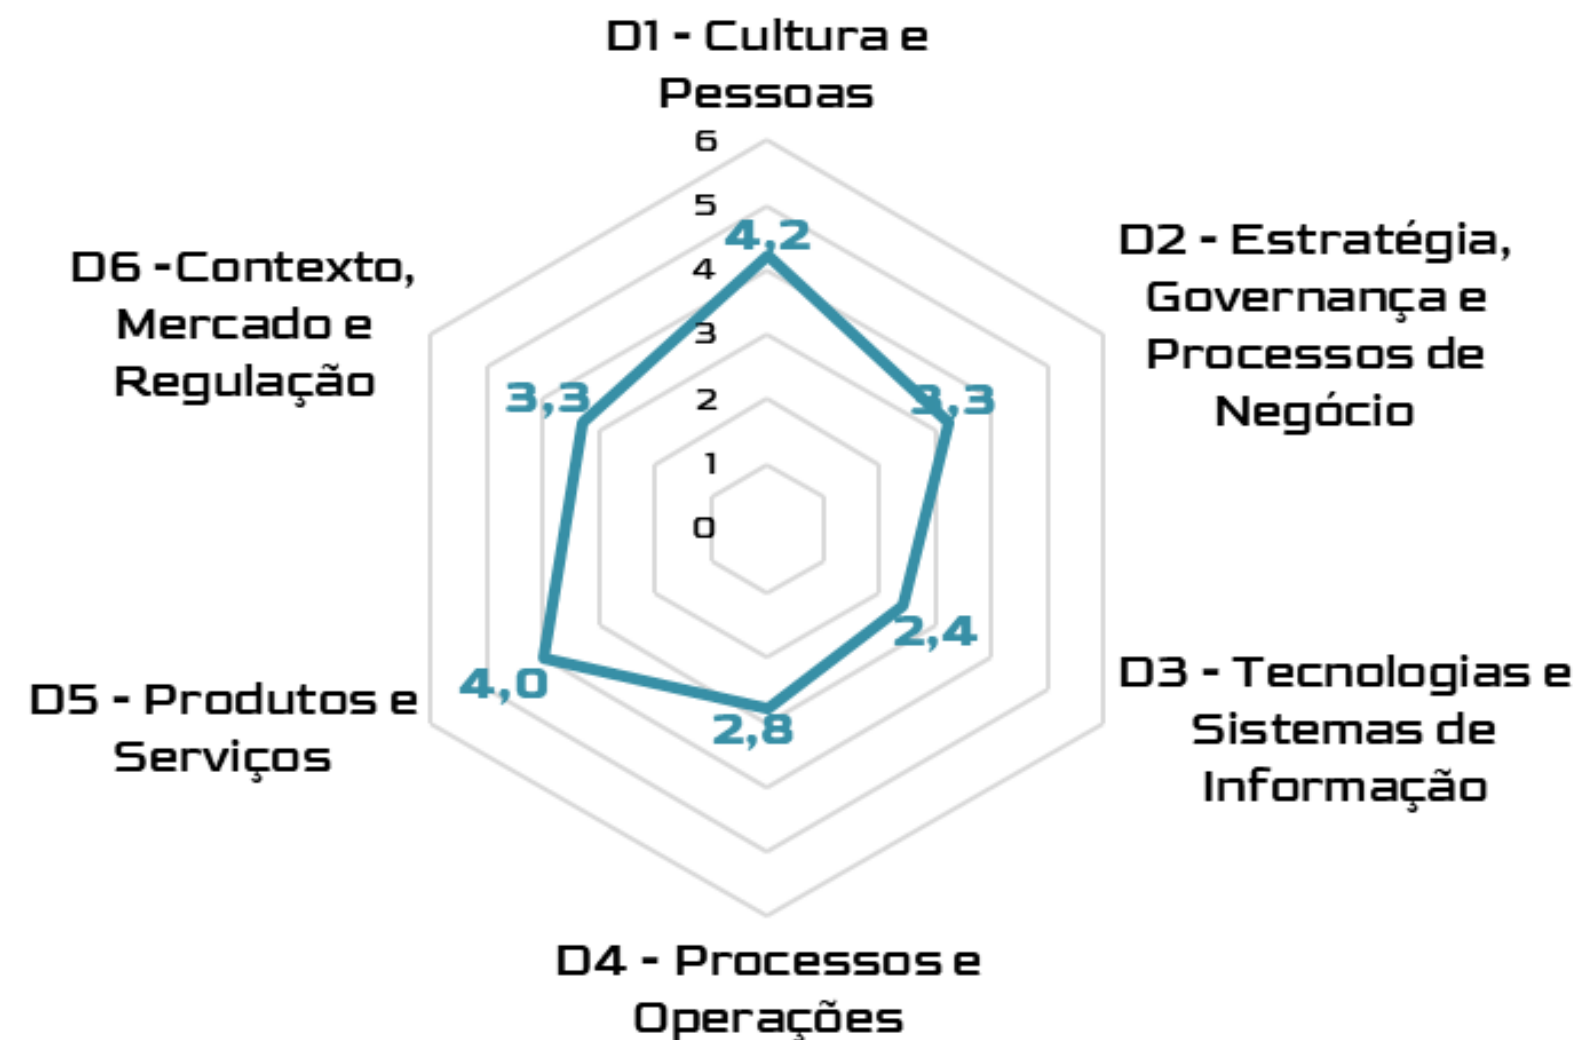 D1 - Cultura e
Pessoas
6
5
4,2
4
3
2
1
0
D2 - Estratégia,
Governança e
Processos de
Negócio
3,3
D3 - Tecnologias e
Sistemas de
Informação
2,4
D4 - Processos e
Operações
2,8
D5 - Produtos e
Serviços
4,0
D6 -Contexto,
Mercado e
Regulação
3,3